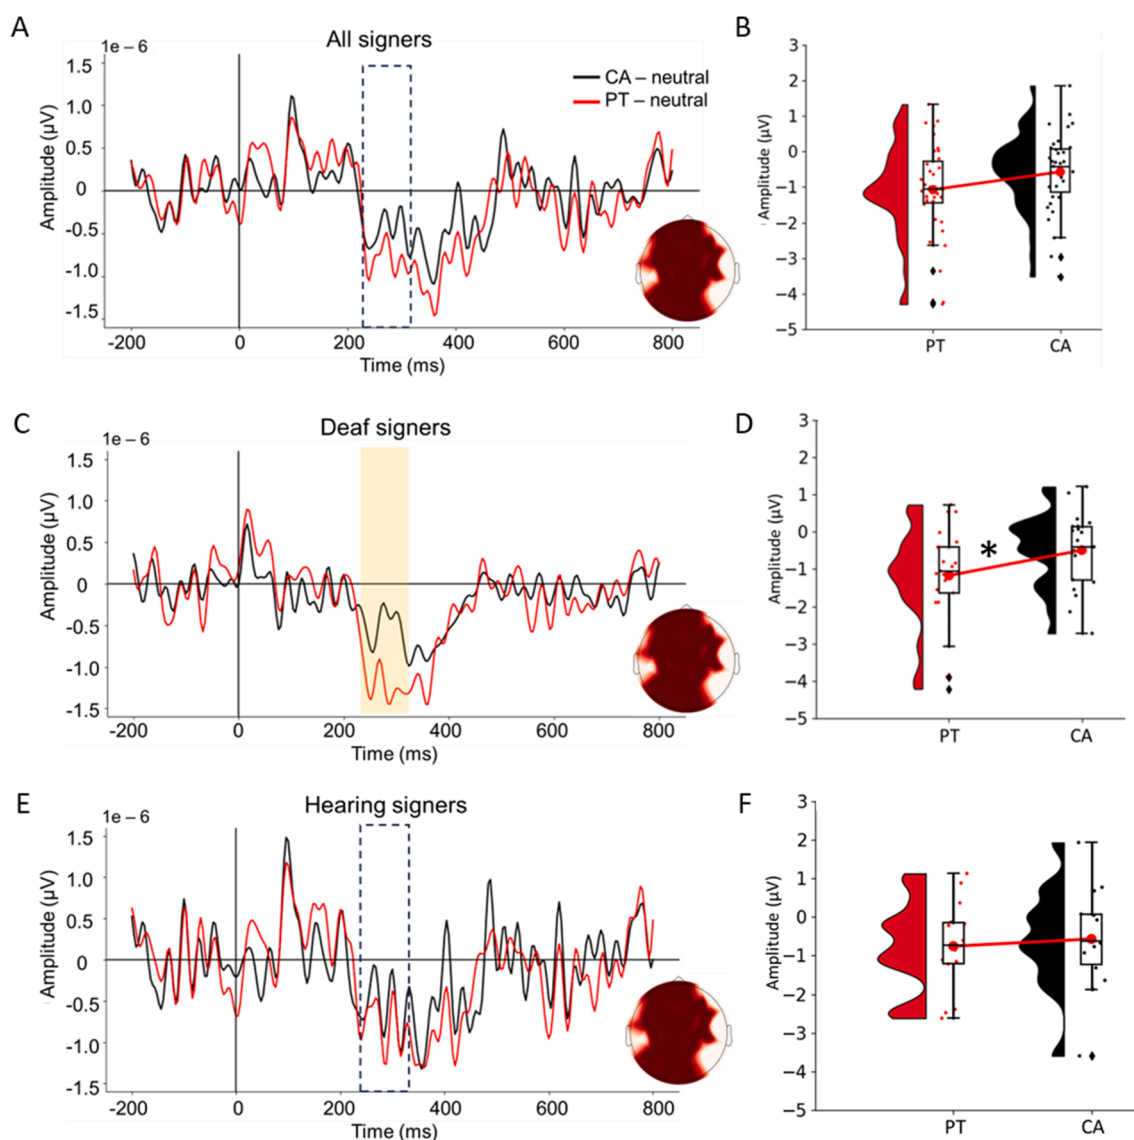 A
All signers
1e – 6
CA – neutral
PT – neutral
1.5
1.0
0.5
0
-0.5
-1.0
-1.5
Amplitude (µV)
-200
0
200
400
600
800
Time (ms)
B
3
2
1
0
−1
−2
−3
−4
−5
Amplitude (µV)
PT
CA
C
Deaf signers
1e – 6
1.5
1.0
0.5
0
-0.5
-1.0
-1.5
Amplitude (µV)
-200
0
200
400
600
800
Time (ms)
D
3
2
1
0
−1
−2
−3
−4
−5
Amplitude (µV)
*
PT
CA
E
Hearing signers
1e – 6
1.5
1.0
0.5
0
-0.5
-1.0
-1.5
Amplitude (µV)
-200
0
200
400
600
800
Time (ms)
F
3
2
1
0
−1
−2
−3
−4
−5
Amplitude (µV)
PT
CA